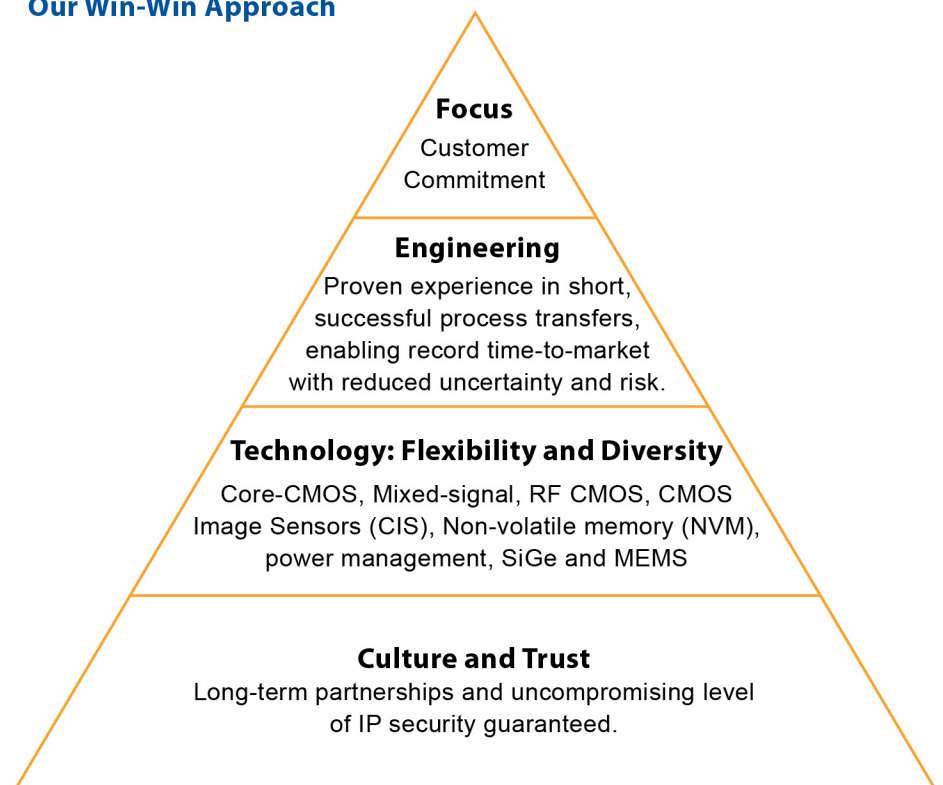 Our Win-Win Approach
Focus
Customer
Commitment
Engineering
Proven experience in short,
successful process transfers,
enabling record time-to-market
with reduced uncertainty and risk.
Technology: Flexibility and Diversity
Core-CMOS, Mixed-signal, RF CMOS, CMOS
Image Sensors (CIS), Non-volatile memory (NVM),
power management, SiGe and MEMS
Culture and Trust
Long-term partnerships and uncompromising level
of IP security guaranteed.